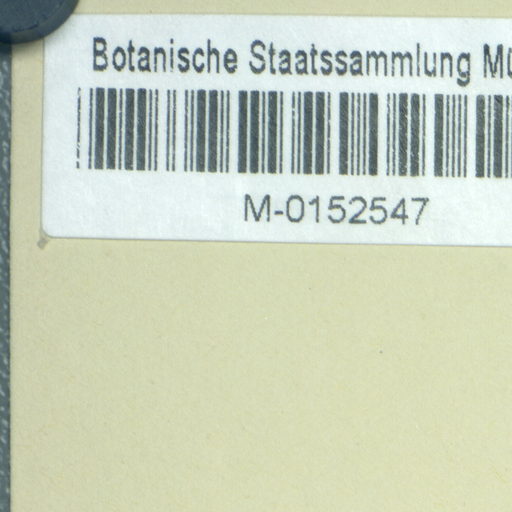 Botanische Staatssammlung Mü
M-0152547